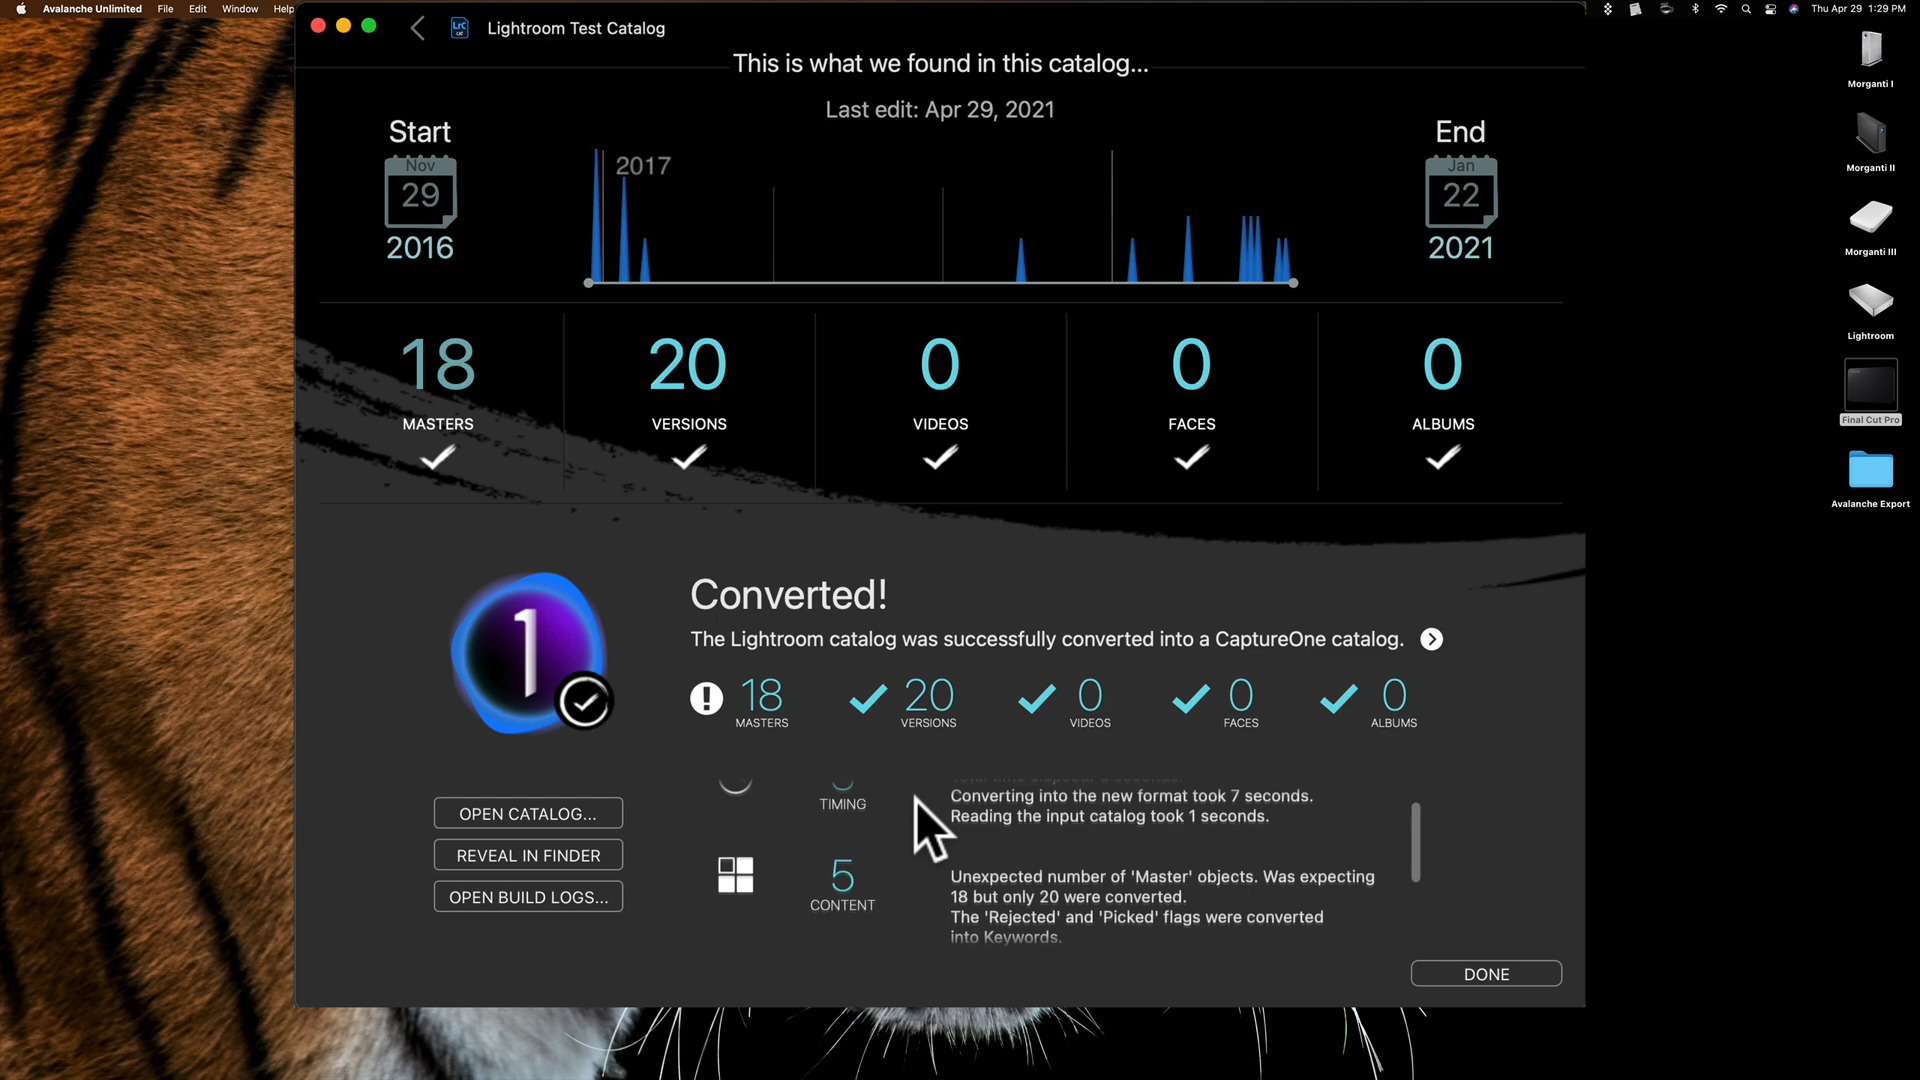 Avalanche Unlimited File Edit Window Help
Thu Apr 29 1:29 PM
LrC
CAT
Lightroom Test Catalog
This is what we found in this catalog...
Last edit: Apr 29, 2021
Start
Nov
29
2016
2017
End
Jan
22
2021
18
MASTERS
20
VERSIONS
0
VIDEOS
0
FACES
0
ALBUMS
1
Converted!
The Lightroom catalog was successfully converted into a CaptureOne catalog.
18
MASTERS
20
VERSIONS
0
VIDEOS
0
FACES
0
ALBUMS
OPEN CATALOG...
REVEAL IN FINDER
OPEN BUILD LOGS...
TIMING
Converting into the new format took 7 seconds.
Reading the input catalog took 1 seconds.
5
CONTENT
Unexpected number of 'Master' objects. Was expecting
18 but only 20 were converted.
The 'Rejected' and 'Picked' flags were converted
into Keywords.
DONE
Morganti I
Morganti II
Morganti III
Lightroom
Final Cut Pro
Avalanche Export